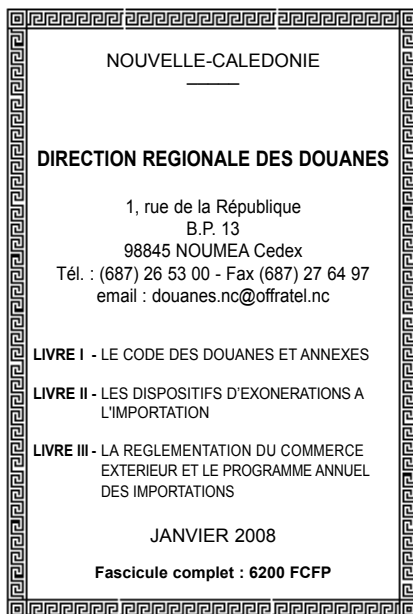 NOUVELLE-CALEDONIE
DIRECTION REGIONALE DES DOUANES
1, rue de la République
B.P. 13
98845 NOUMEA Cedex
Tél. : (687) 26 53 00 - Fax (687) 27 64 97
email : douanes.nc@offratel.nc
LIVRE I - LE CODE DES DOUANES ET ANNEXES
LIVRE II - LES DISPOSITIFS D'EXONERATIONS A
L'IMPORTATION
LIVRE III - LA REGLEMENTATION DU COMMERCE
EXTERIEUR ET LE PROGRAMME ANNUEL
DES IMPORTATIONS
JANVIER 2008
Fascicule complet : 6200 FCFP